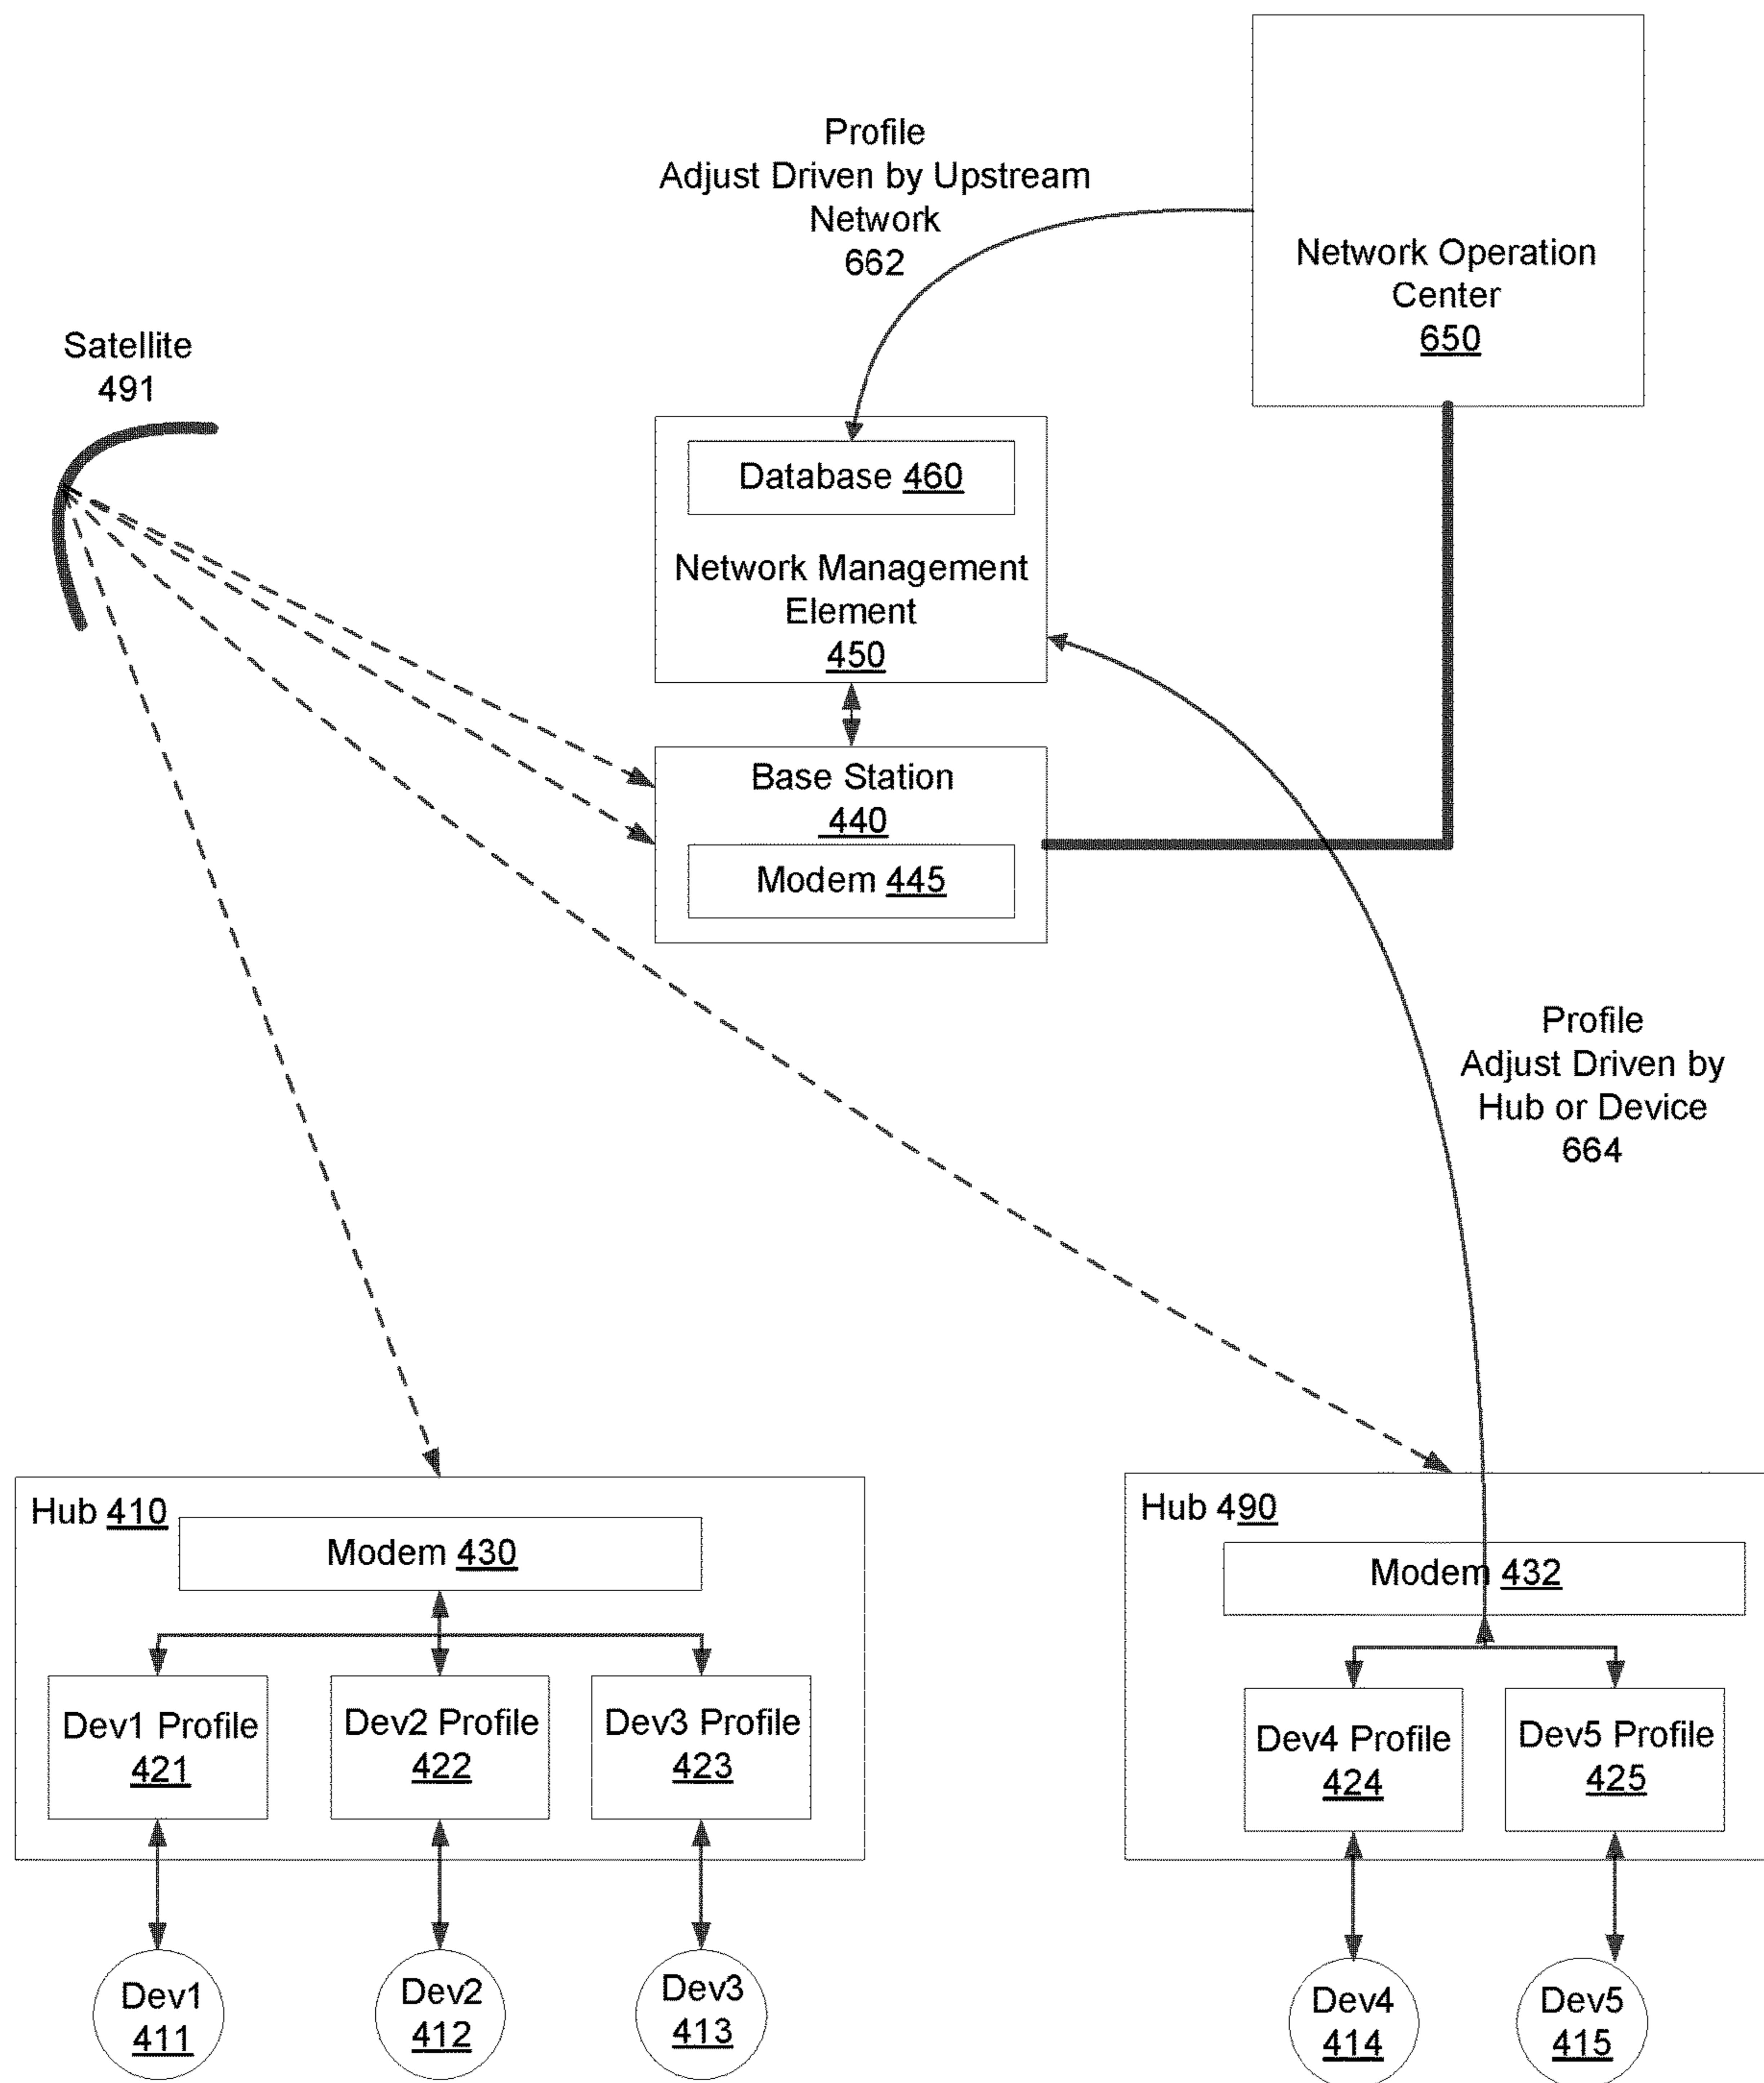 Profile
Adjust Driven by Upstream
Network
662
Network Operation
Center
650
Satellite
491
Database 460
Network Management
Element
450
Base Station
440
Modem 445
Profile
Adjust Driven by
Hub or Device
664
Hub 410
Modem 430
Dev1 Profile
421
Dev2 Profile
422
Dev3 Profile
423
Dev1
411
Dev2
412
Dev3
413
Hub 490
Modem 432
Dev4 Profile
424
Dev5 Profile
425
Dev4
414
Dev5
415